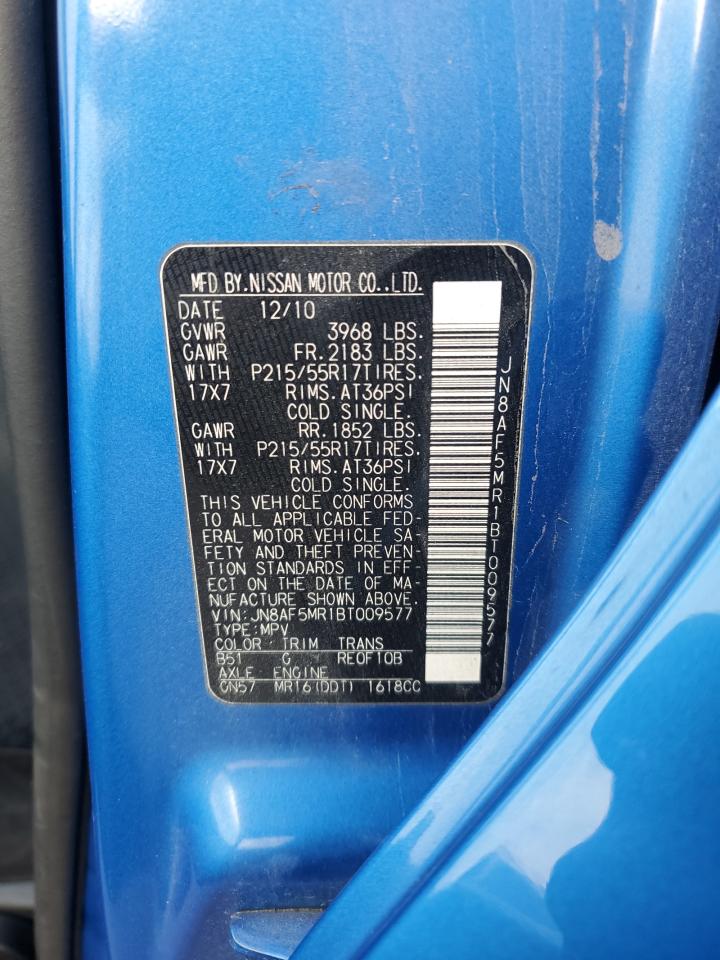 MFD BY.NISSAN MOTOR CO.,LTD.
DATE 12/10
GVWR 3968 LBS.
GAWR FR.2183 LBS.
WITH P215/55R17TIRES.
17X7 RIMS.AT36PSI
COLD SINGLE.
GAWR RR.1852 LBS.
WITH P215/55R17TIRES.
17X7 RIMS.AT36PSI
COLD SINGLE.
THIS VEHICLE CONFORMS
TO ALL APPLICABLE FED-
ERAL MOTOR VEHICLE SA-
FETY AND THEFT PREVEN-
TION STANDARDS IN EFF-
ECT ON THE DATE OF MA-
NUFACTURE SHOWN ABOVE.
VIN:JN8AF5MR1BT009577
TYPE:MPV
COLOR TRIM TRANS
B51 G RE0F10B
AXLE ENGINE
GN57 MR16(DDT) 1618CC
JN8AF5MR1BT009577